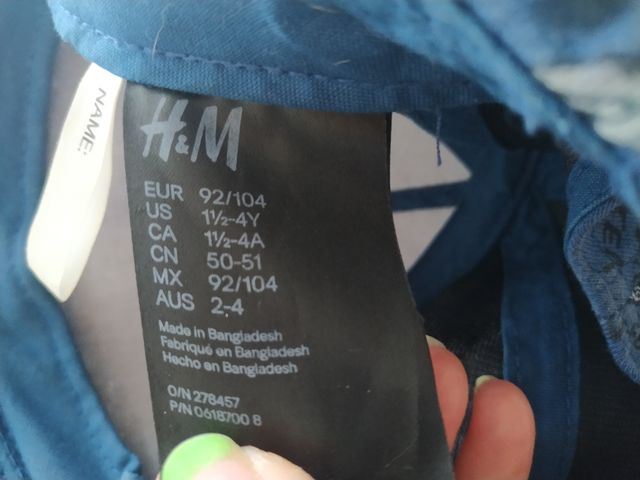 NAME:
H&M
EUR 92/104
US 1½-4Y
CA 1½-4A
CN 50-51
MX 92/104
AUS 2-4
Made in Bangladesh
Fabriqué en Bangladesh
Hecho en Bangladesh
O/N 278457
P/N 0618700 8